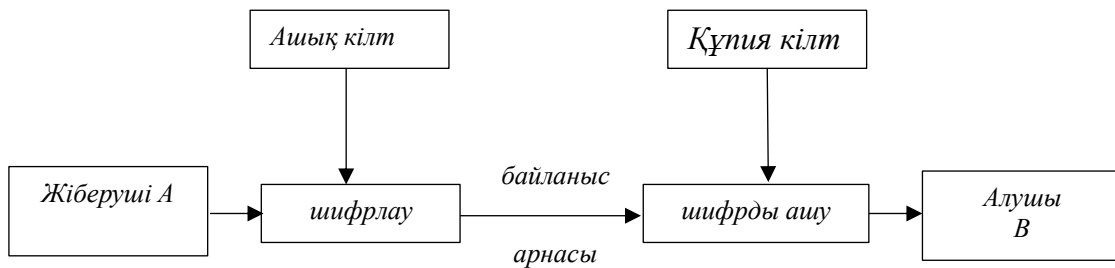 Ашық кілт
Құпия кілт
Жіберуші А
шифрлау
байланыс
арнасы
шифрды ашу
Алушы
В